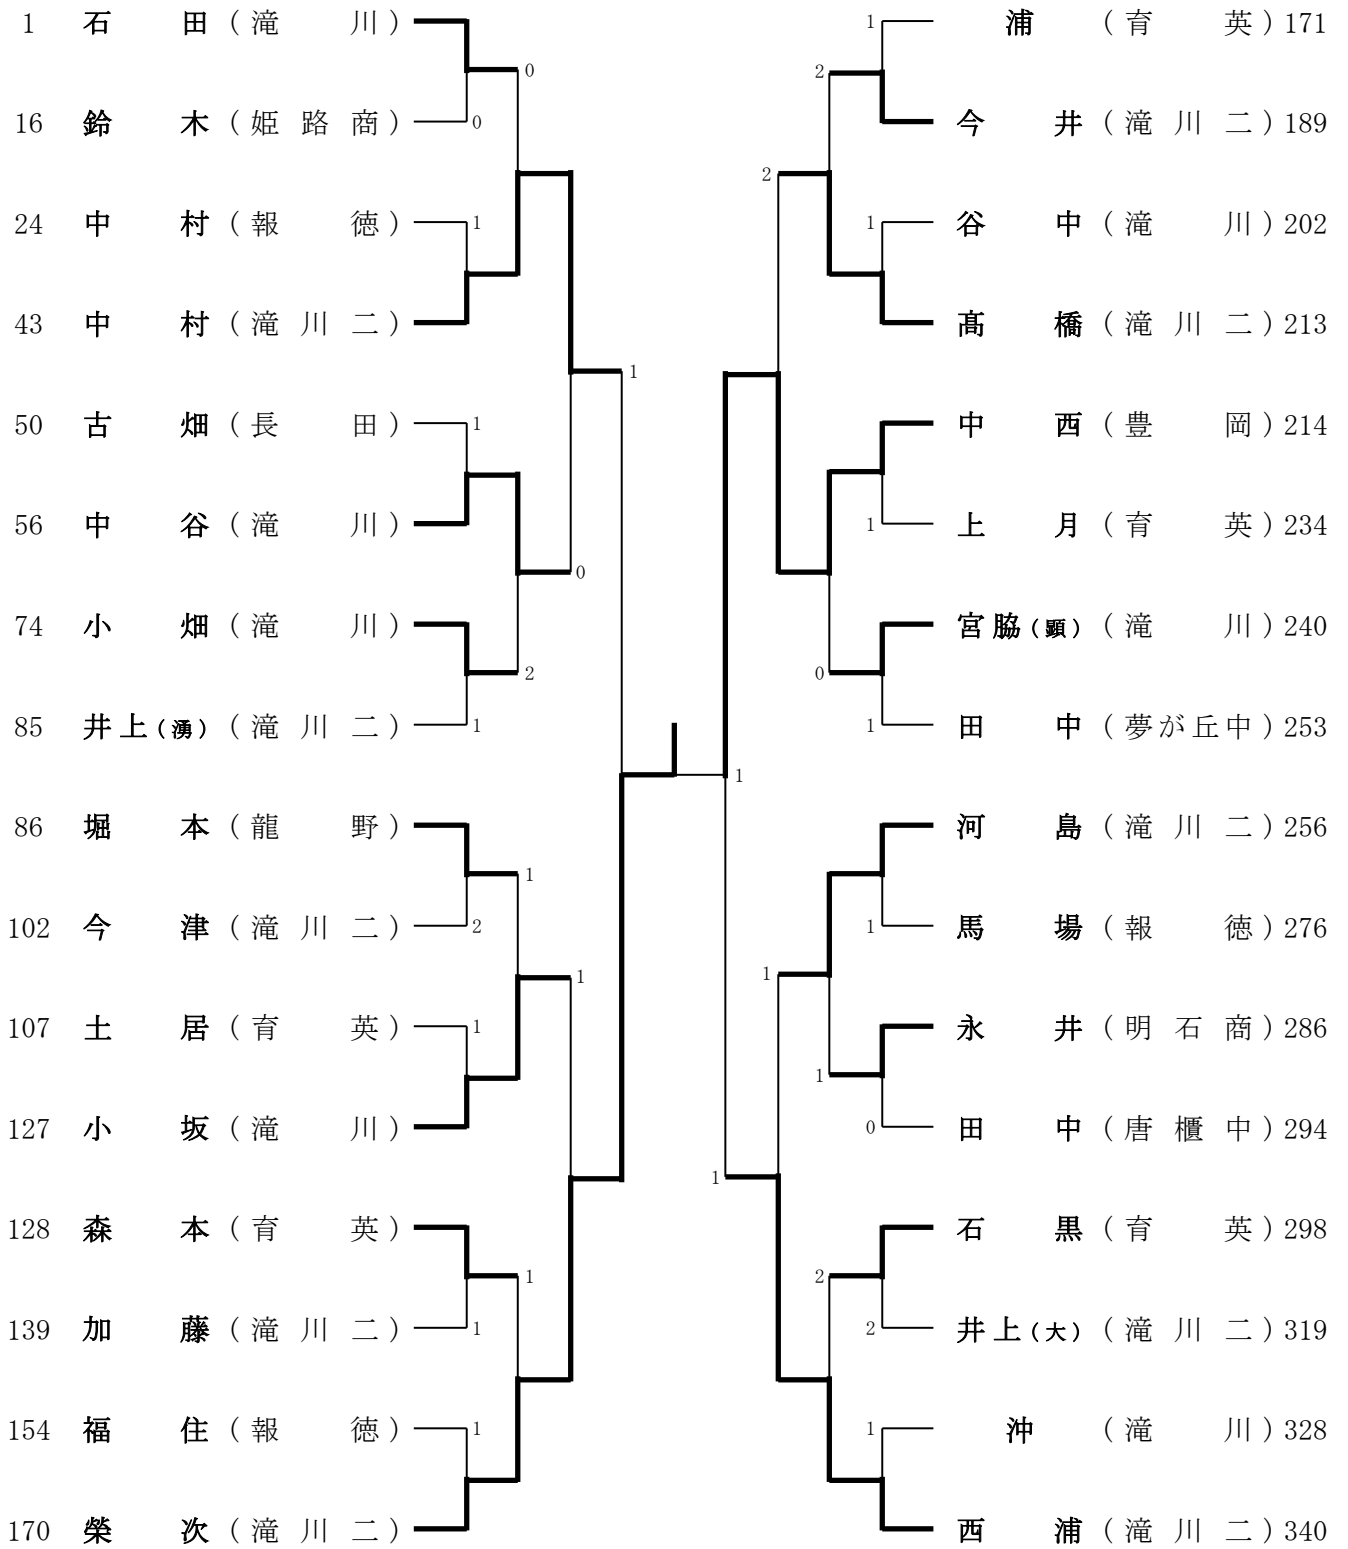 1 石田(滝川) 1 浦(育英)171
0 2
16 鈴木(姫路商) 0 今井(滝川二)189
2
24 中村(報徳) 1 1 谷中(滝川)202
43 中村(滝川二) 髙橋(滝川二)213
1
50 古畑(長田) 1 中西(豊岡)214
56 中谷(滝川) 1 上月(育英)234
0
74 小畑(滝川) 宮脇(顕)(滝川)240
2 0
85 井上(湧)(滝川二) 1 1 田中(夢が丘中)253
1
86 堀本(龍野) 河島(滝川二)256
1
102 今津(滝川二) 2 1 馬場(報徳)276
1 1
107 土居(育英) 1 永井(明石商)286
1
127 小坂(滝川) 0 田中(唐櫃中)294
1
128 森本(育英) 石黒(育英)298
1 2
139 加藤(滝川二) 1 2 井上(大)(滝川二)319
154 福住(報徳) 1 1 沖(滝川)328
170 榮次(滝川二) 西浦(滝川二)340